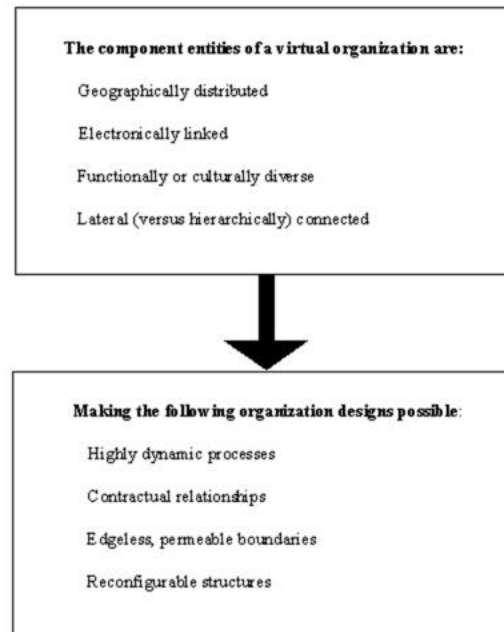 The component entities of a virtual organization are:
Geographically distributed
Electronically linked
Functionally or culturally diverse
Lateral (versus hierarchically) connected
Making the following organization designs possible:
Highly dynamic processes
Contractual relationships
Edgeless, permeable boundaries
Reconfigurable structures